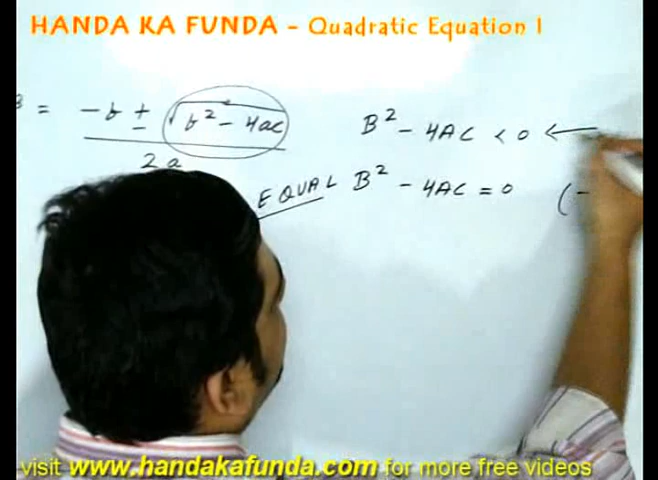 HANDA KA FUNDA - Quadratic Equation 1
= -b ± √b² - 4ac
2a
B² - 4AC < 0 ←
EQUAL B² - 4AC = 0 (-
visit www.handakafunda.com for more free videos